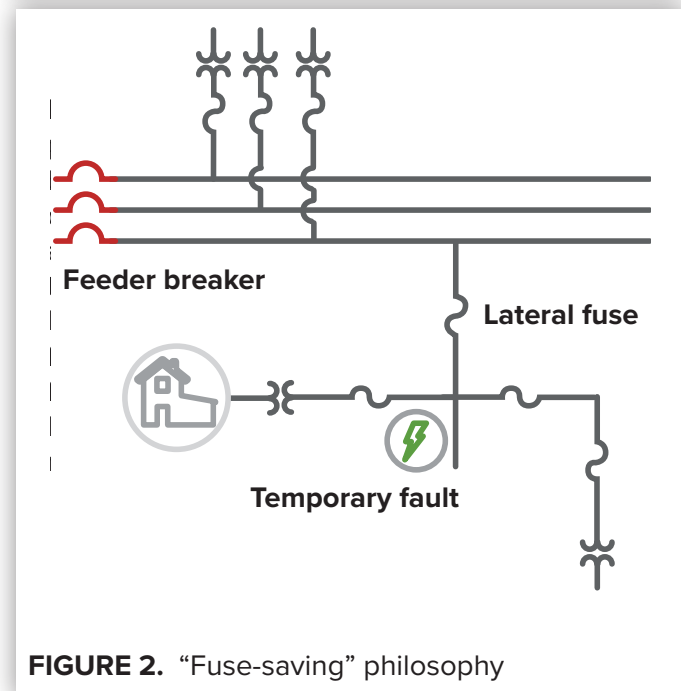 Feeder breaker
Lateral fuse
Temporary fault
FIGURE 2. “Fuse-saving” philosophy